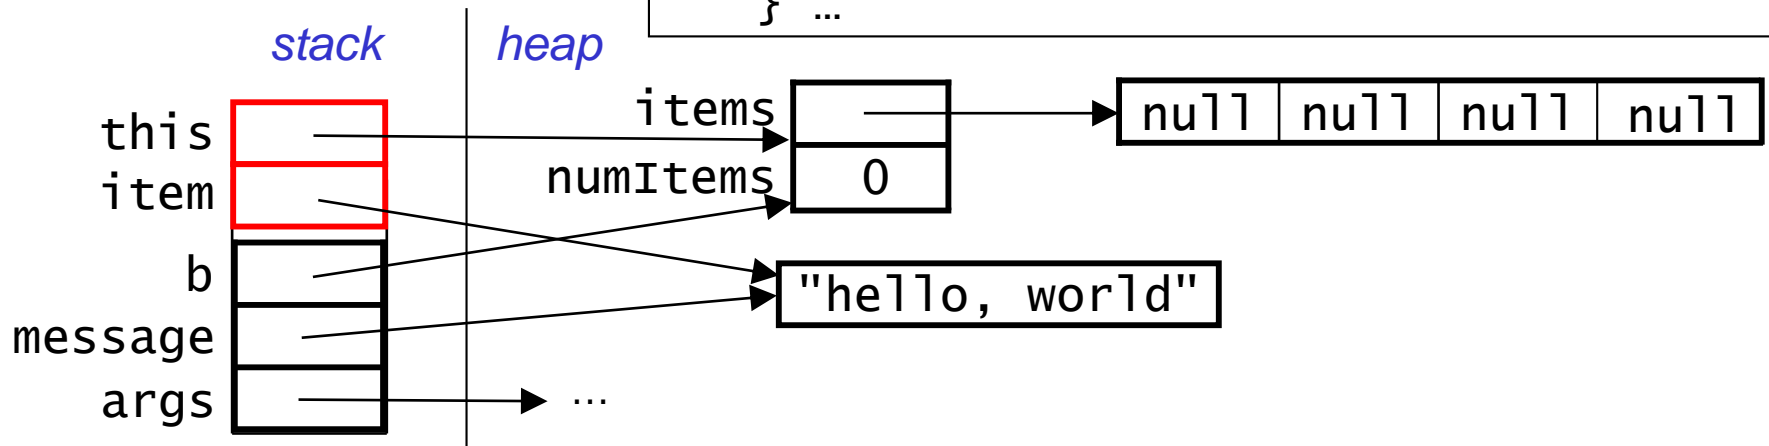 } …
stack heap
items null null null null
this
numItems 0
item
b
"hello, world"
message
args …